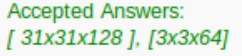 Accepted Answers:
[ 31x31x128 ], [3x3x64]